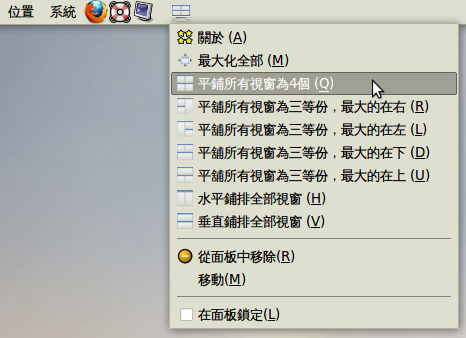 位置 系統
關於 (A)
最大化全部 (M)
平鋪所有視窗為4個 (Q)
平舖所有視窗為三等份，最大的在右 (R)
平舖所有視窗為三等份，最大的在左 (L)
平舖所有視窗為三等份，最大的在下 (D)
平舖所有視窗為三等份，最大的在上 (U)
水平鋪排全部視窗 (H)
垂直鋪排全部視窗 (V)
從面板中移除(R)
移動(M)
在面板鎖定(L)